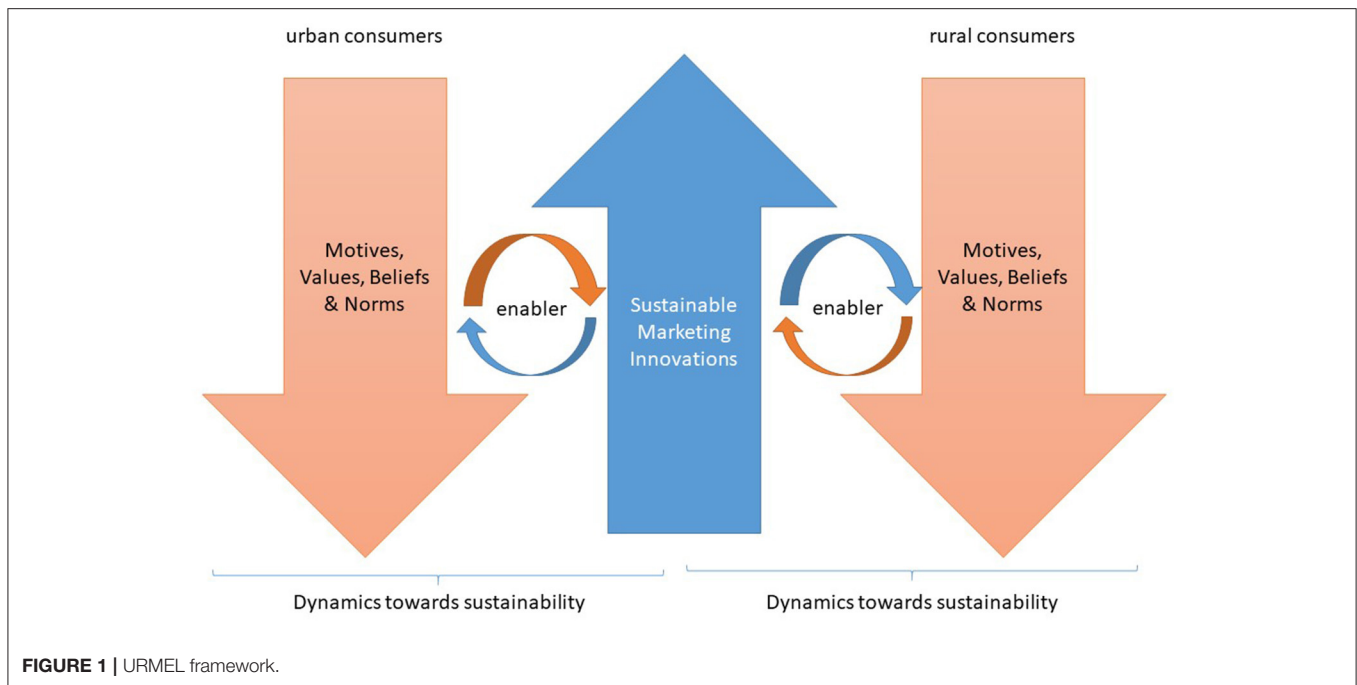 urban consumers
rural consumers
Motives,
Values, Beliefs
& Norms
enabler
Sustainable
Marketing
Innovations
enabler
Motives,
Values, Beliefs
& Norms
Dynamics towards sustainability
Dynamics towards sustainability
FIGURE 1 | URMEL framework.